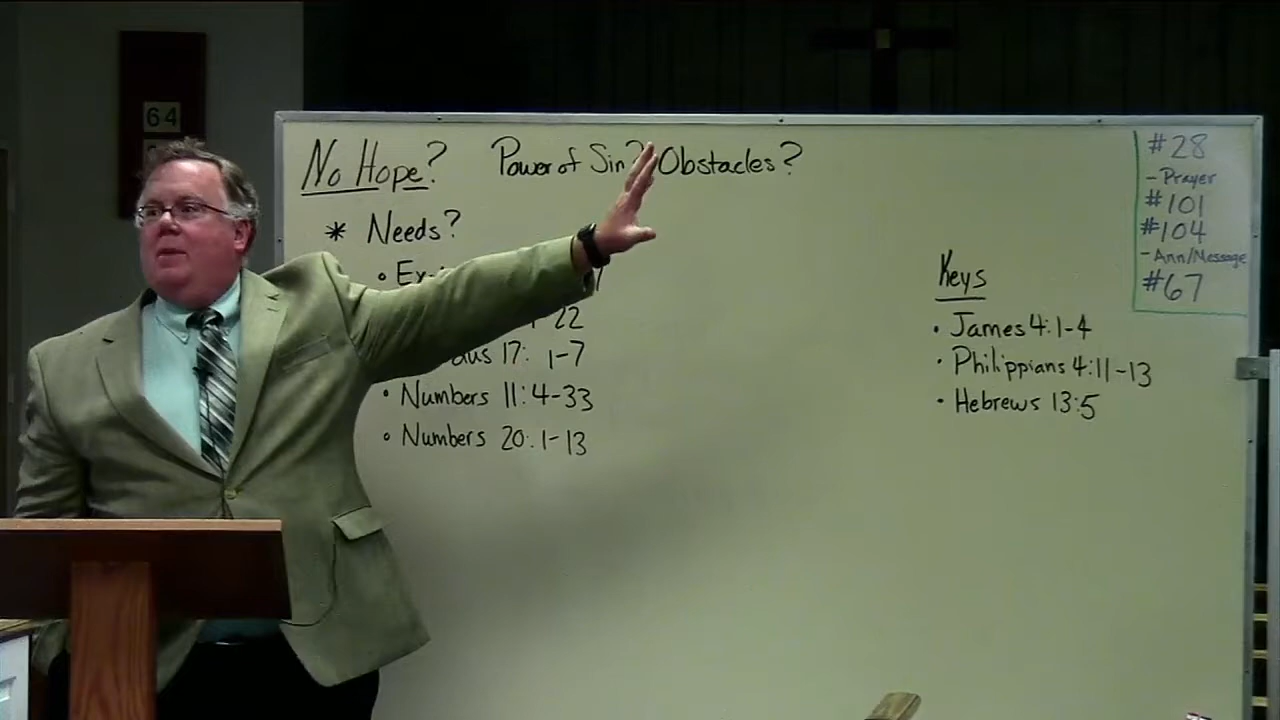 64
No Hope? Power of Sin? Obstacles?
* Needs?
• Ex
22
17: 1-7
• Numbers 11:4-33
• Numbers 20:1-13
Keys
• James 4:1-4
• Philippians 4:11-13
• Hebrews 13:5
#28
- Prayer
#101
#104
- Ann/Message
#67